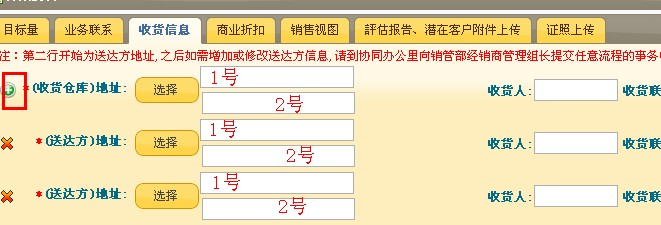 目标量 业务联系 收货信息 商业折扣 销售视图 評估报告、潜在客户附件上传 证照上传
注：第二行开始为送达方地址,之后如需增加或修改送达方信息,请到协同办公里向销管部经销商管理组长提交任意流程的事务
*(收货仓库)地址: 选择 1号 收货人: 收货联
2号
*(送达方)地址: 选择 1号 收货人: 收货联
2号
*(送达方)地址: 选择 1号 收货人: 收货联
2号